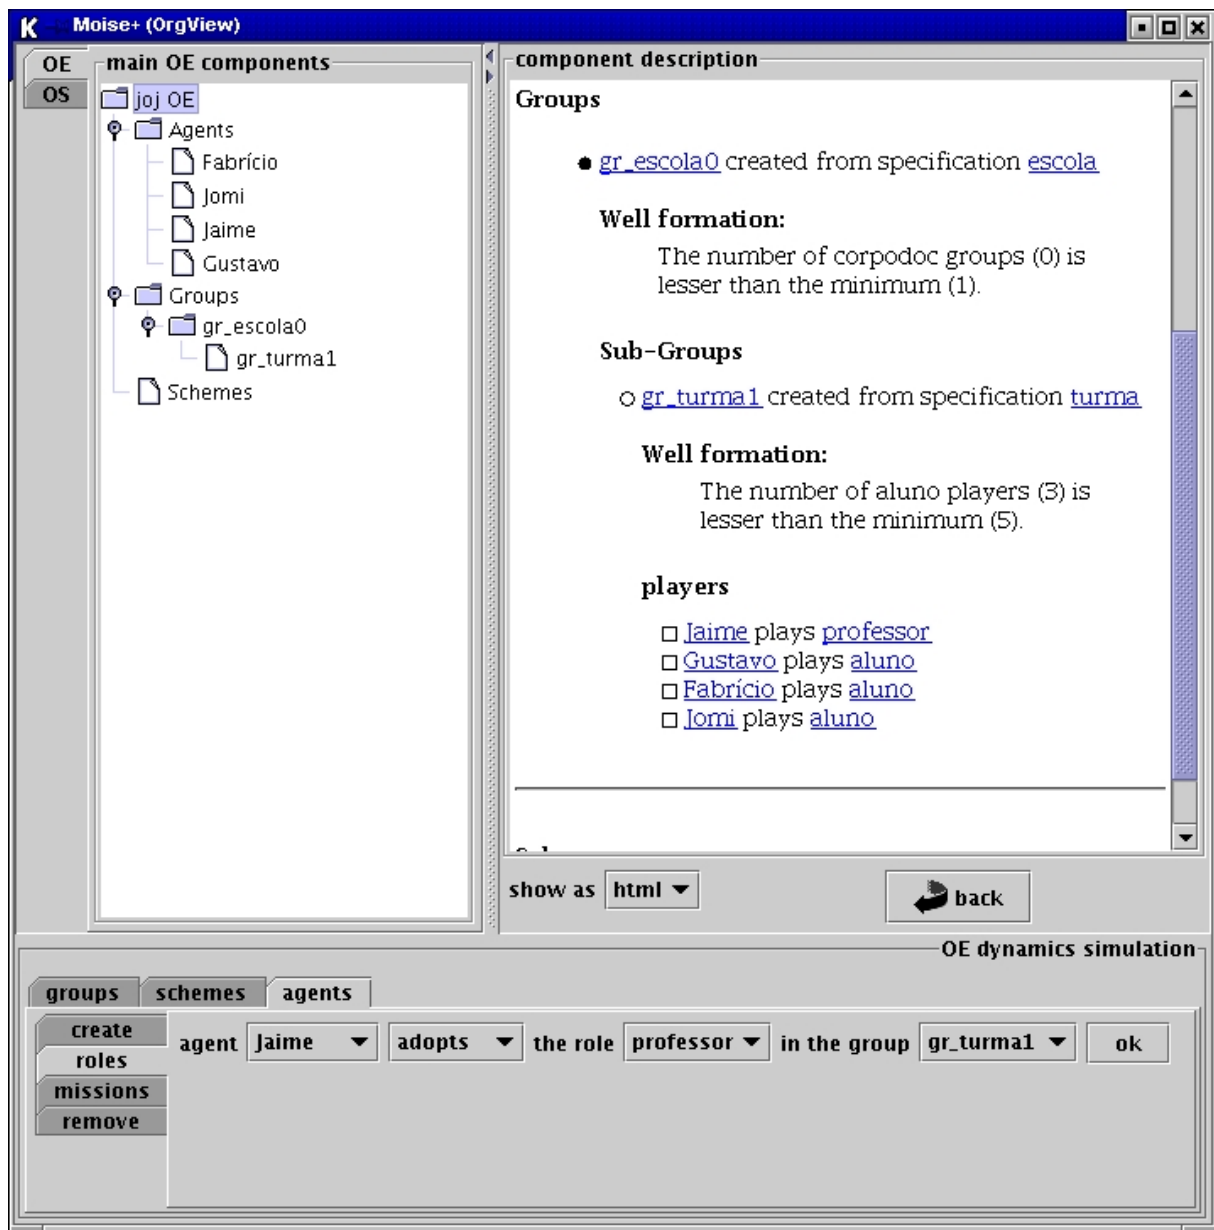 Moise+ (OrgView)
OE
OS
main OE components
joj OE
Agents
Fabrício
Jomi
Jaime
Gustavo
Groups
gr_escola0
gr_turma1
Schemes
component description
Groups
gr_escola0 created from specification escola
Well formation:
The number of corpodoc groups (0) is
lesser than the minimum (1).
Sub-Groups
gr_turma1 created from specification turma
Well formation:
The number of aluno players (3) is
lesser than the minimum (5).
players
Jaime plays professor
Gustavo plays aluno
Fabrício plays aluno
Jomi plays aluno
show as html
back
OE dynamics simulation
groups schemes agents
create
roles
missions
remove
agent Jaime adopts the role professor in the group gr_turma1 ok